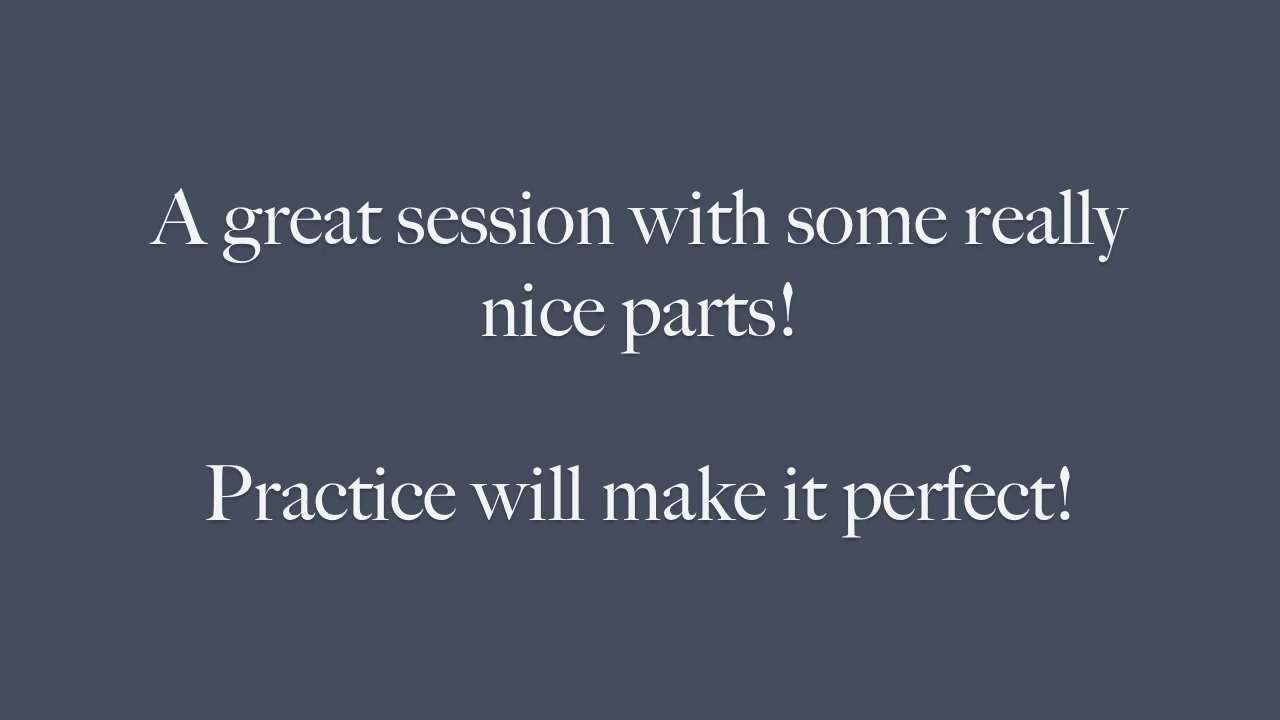 A great session with some really
nice parts!
Practice will make it perfect!